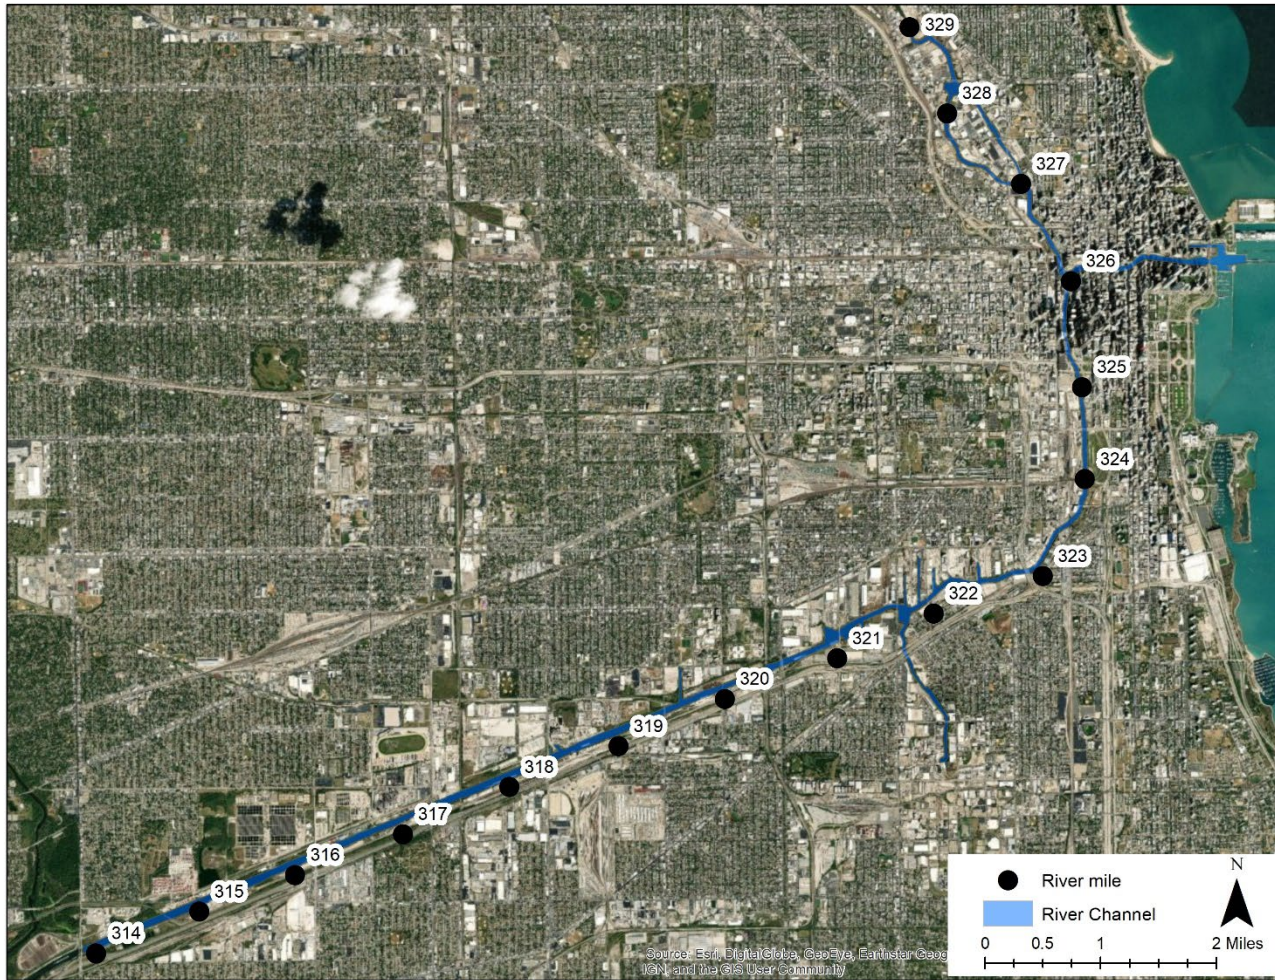 329
328
327
326
325
324
323
322
321
320
319
318
317
316
315
314
River mile
River Channel
N
0 0.5 1 2 Miles
Source: Esri, DigitalGlobe, GeoEye, Earthstar Geog
IGN, and the GIS User Community